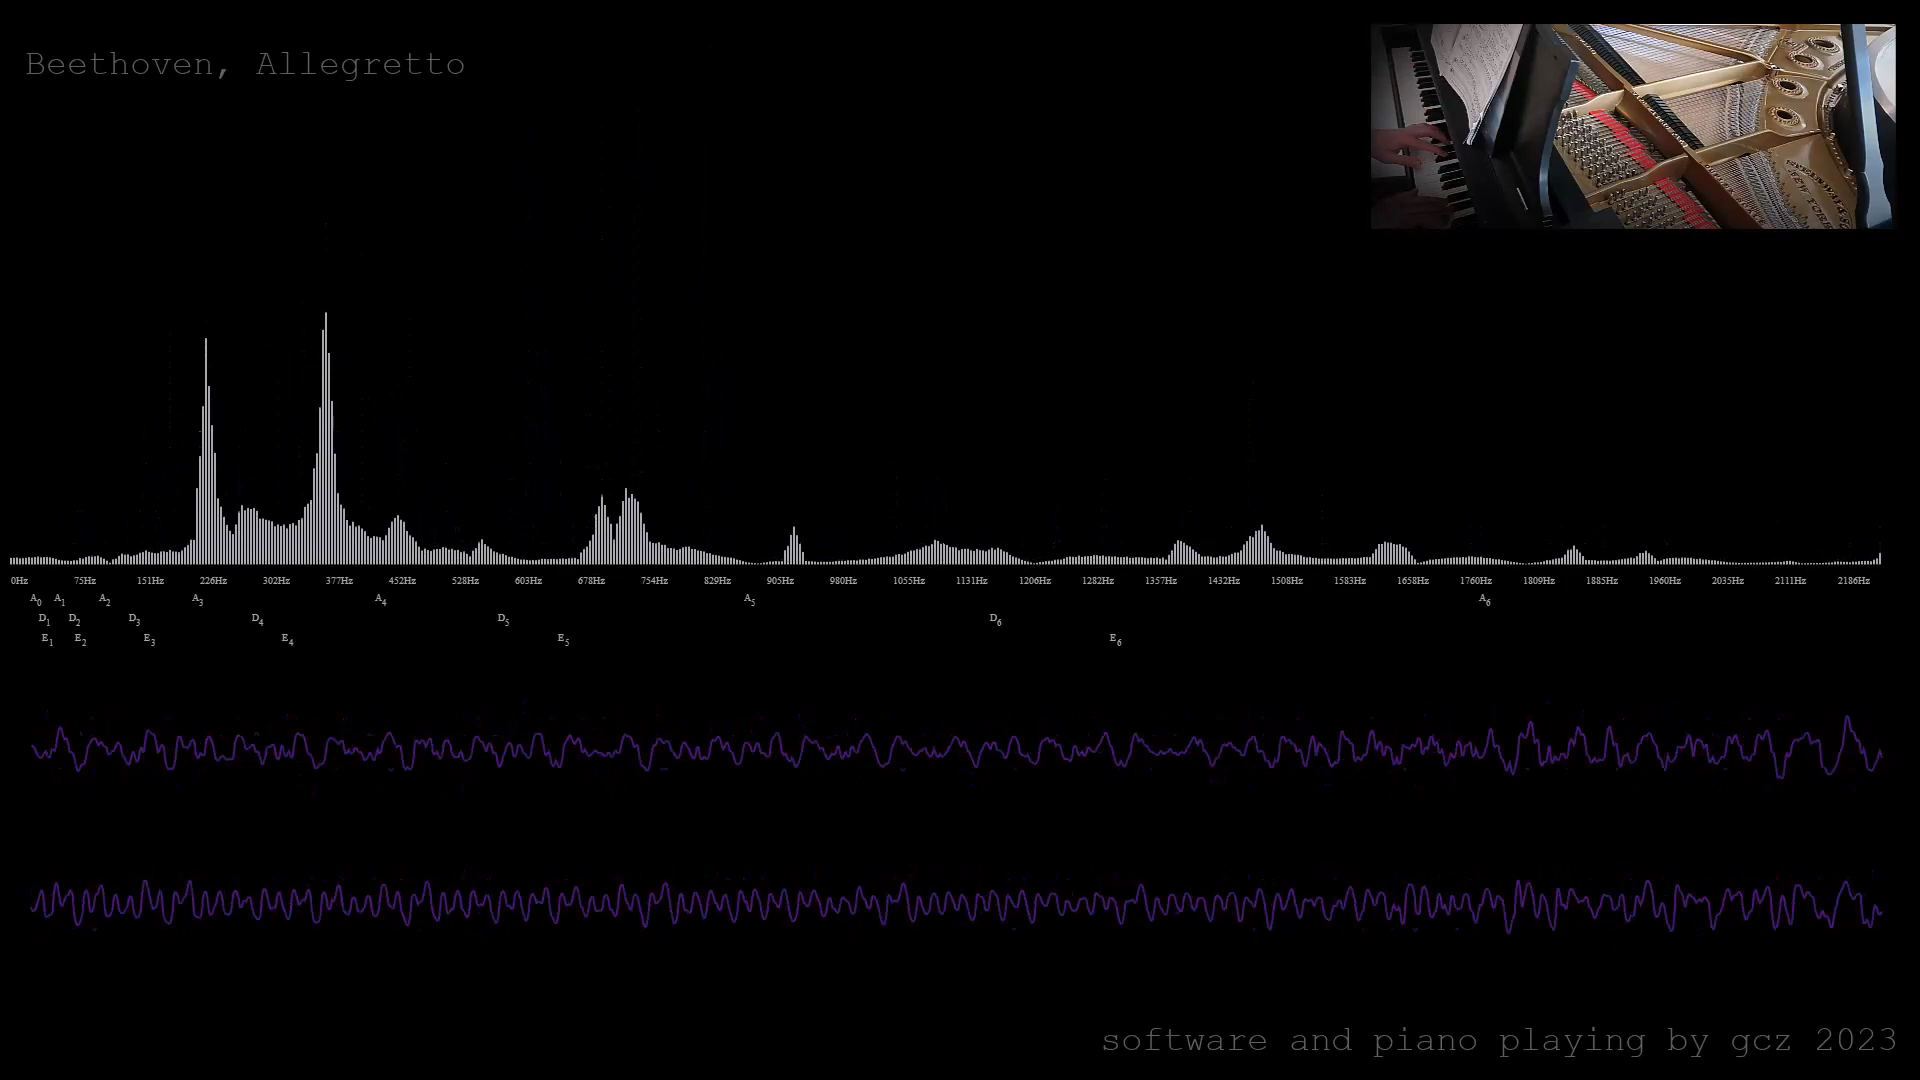 Beethoven, Allegretto
NEW YORK
0Hz 75Hz 151Hz 226Hz 302Hz 377Hz 452Hz 528Hz 603Hz 678Hz 754Hz 829Hz 905Hz 980Hz 1055Hz 1131Hz 1206Hz 1282Hz 1357Hz 1432Hz 1508Hz 1583Hz 1658Hz 1760Hz 1809Hz 1885Hz 1960Hz 2035Hz 2111Hz 2186Hz
A0 A1 A2 A3 A4 A5 A6
D1 D2 D3 D4 D5 D6
E1 E2 E3 E4 E5 E6
software and piano playing by gcz 2023